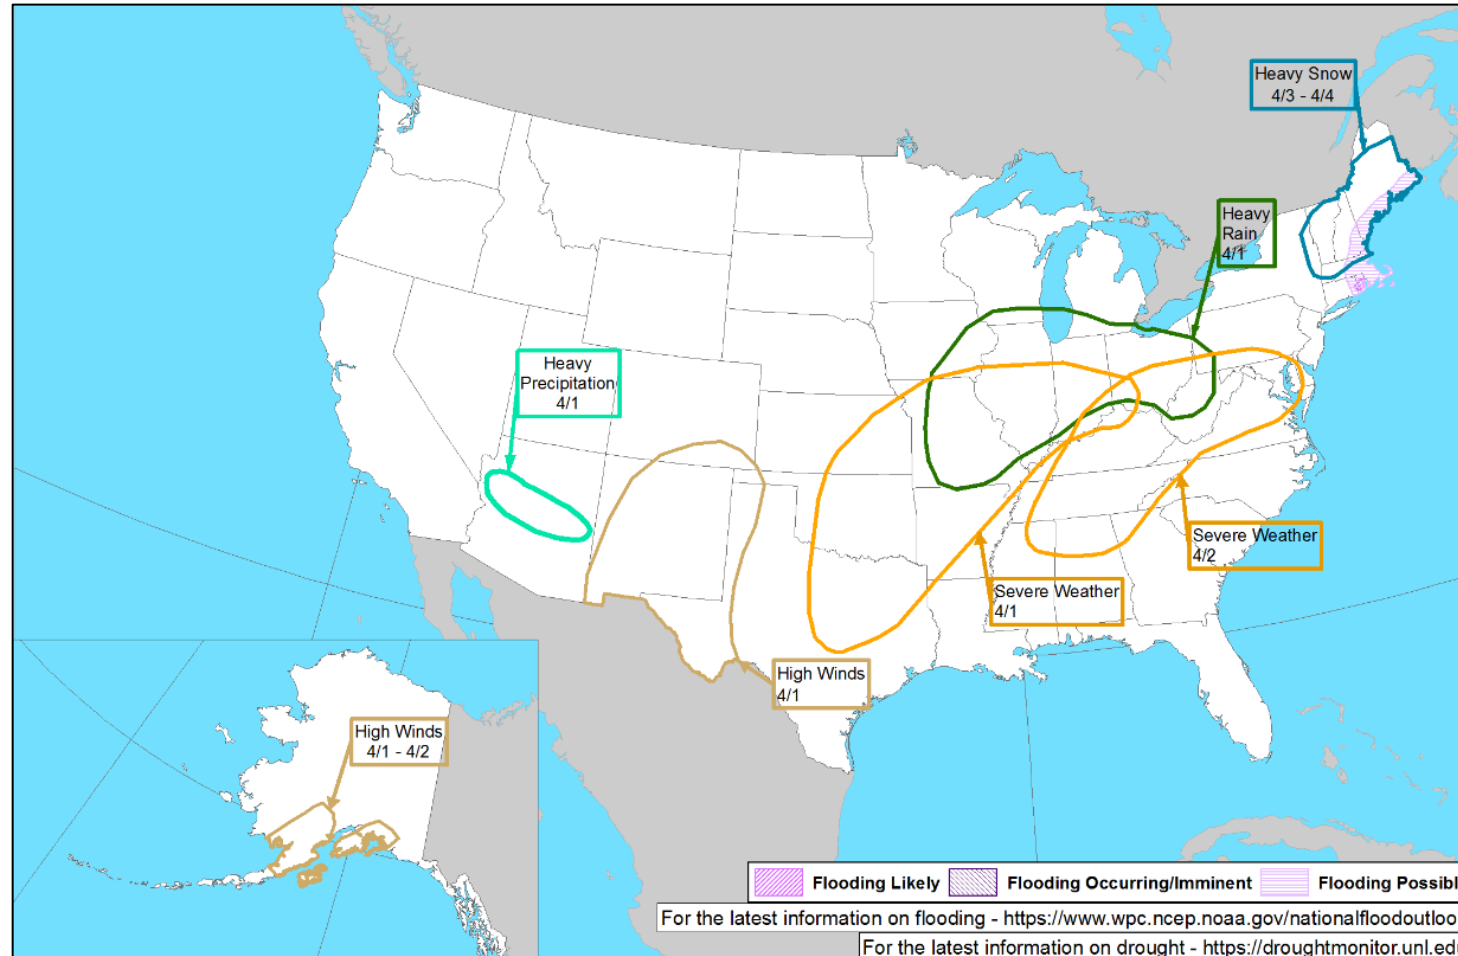 Heavy Snow
4/3 - 4/4
Heavy
Rain
4/1
Heavy
Precipitation
4/1
Severe Weather
4/2
Severe Weather
4/1
High Winds
4/1
High Winds
4/1 - 4/2
Flooding Likely
Flooding Occurring/Imminent
Flooding Possibl
For the latest information on flooding - https://www.wpc.ncep.noaa.gov/nationalfloodoutloo
For the latest information on drought - https://droughtmonitor.unl.edu